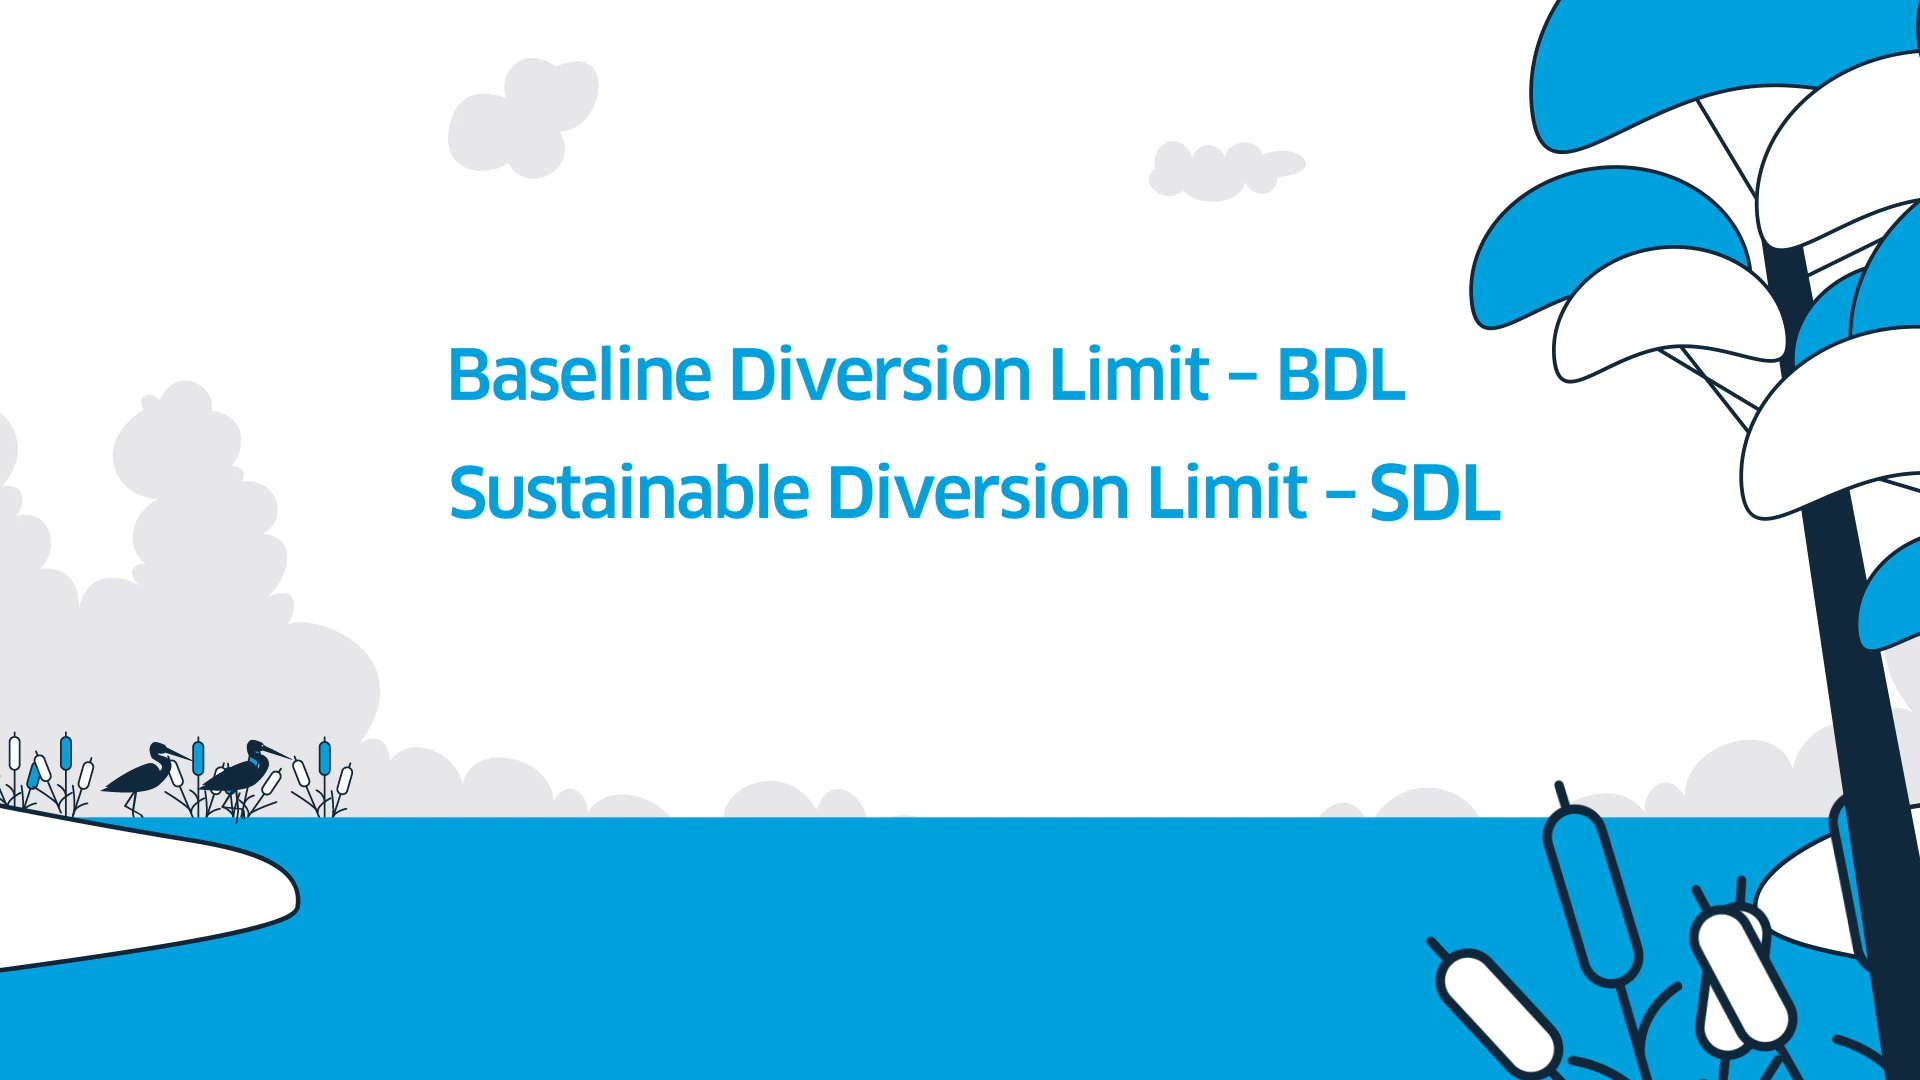 Baseline Diversion Limit – BDL
Sustainable Diversion Limit – SDL